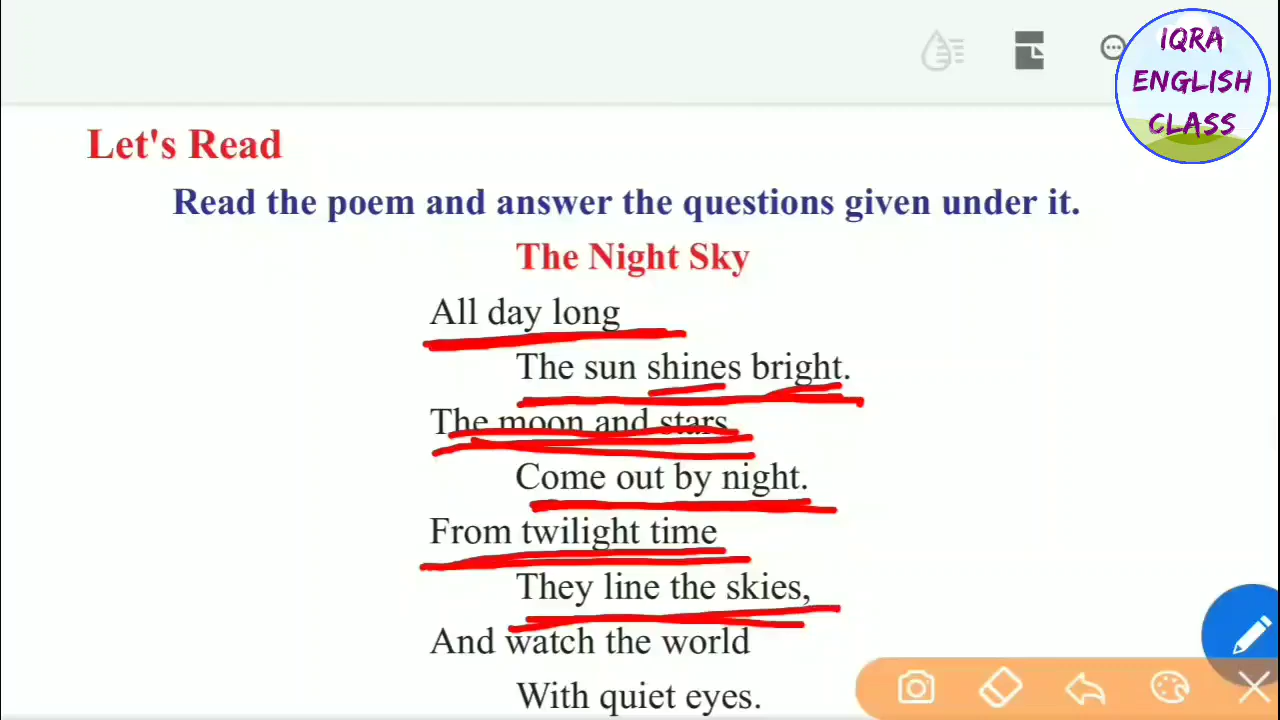 IQRA
ENGLISH
CLASS
Let's Read
Read the poem and answer the questions given under it.
The Night Sky
All day long
The sun shines bright.
The moon and stars
Come out by night.
From twilight time
They line the skies,
And watch the world
With quiet eyes.